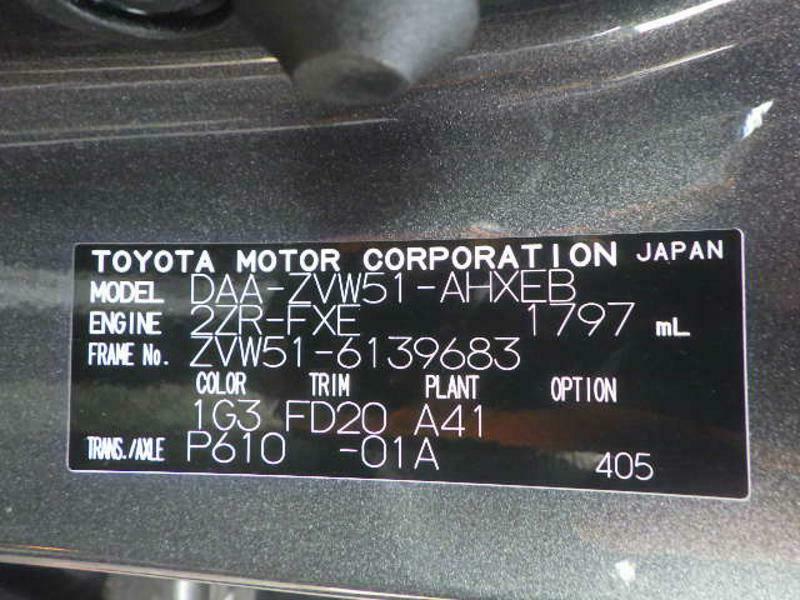 TOYOTA MOTOR CORPORATION JAPAN
MODEL DAA-ZVW51-AHXEB
ENGINE 2ZR-FXE 1797 mL
FRAME No. ZVW51-6139683
COLOR TRIM PLANT OPTION
1G3 FD20 A41
TRANS./AXLE P610 -01A
405